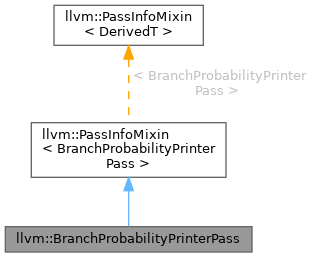 llvm::PassInfoMixin
< DerivedT >
< BranchProbabilityPrinter
Pass >
llvm::PassInfoMixin
< BranchProbabilityPrinter
Pass >
llvm::BranchProbabilityPrinterPass